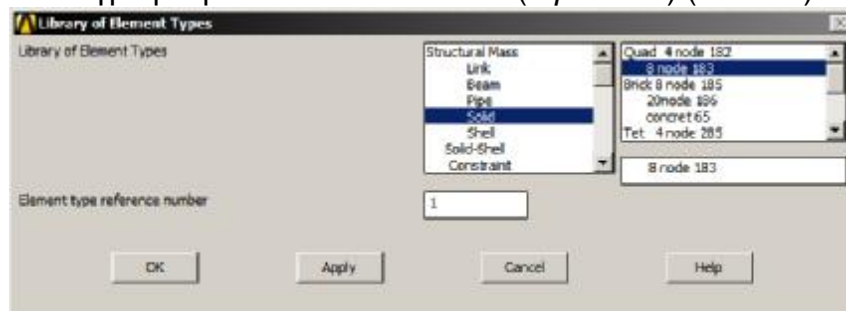 Library of Element Types
Library of Element Types
Structural Mass
Link
Beam
Pipe
Solid
Shell
Solid-Shell
Constraint
Quad 4 node 182
8 node 183
Brick 8 node 185
20node 186
concret 65
Tet 4 node 285
8 node 183
Element type reference number
1
OK
Apply
Cancel
Help